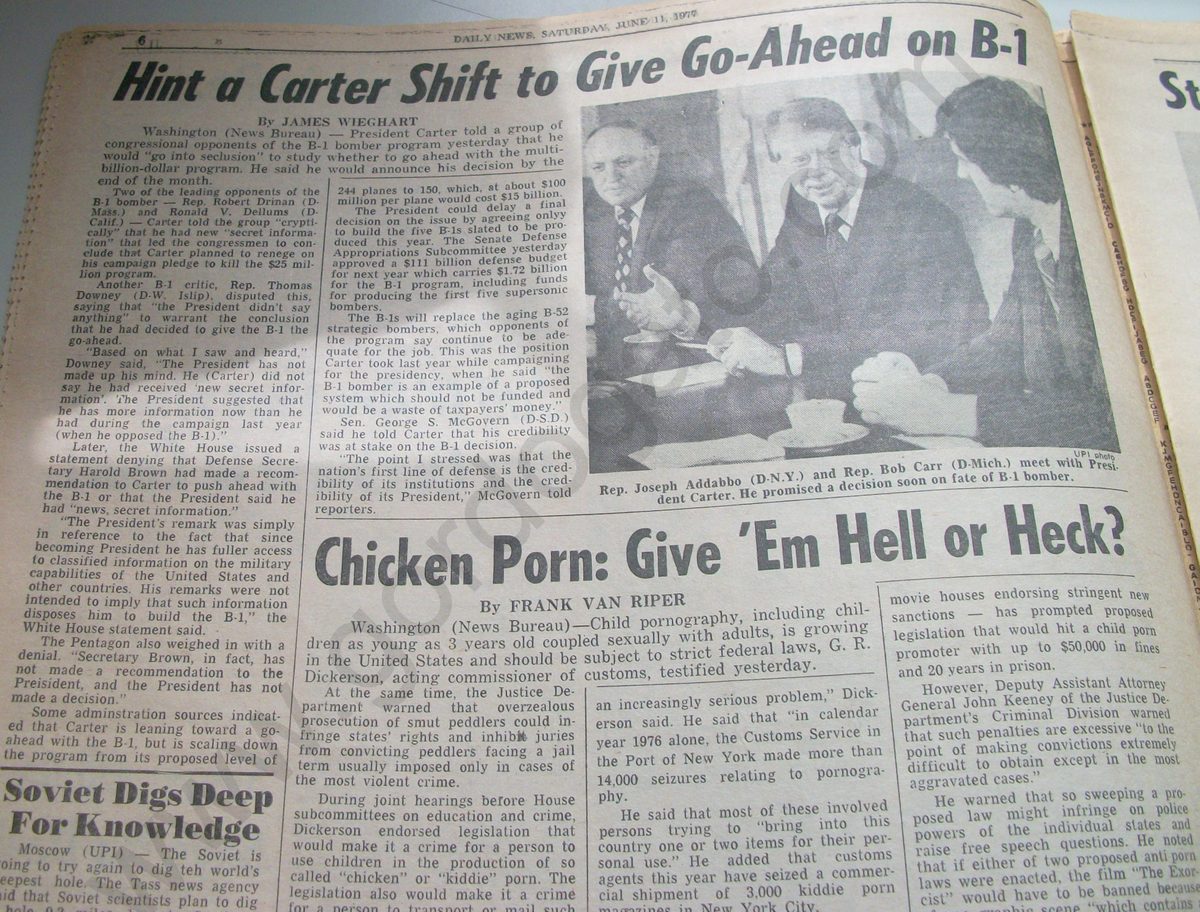 6
DAILY NEWS, SATURDAY, JUNE 11, 1977
Hint a Carter Shift to Give Go-Ahead on B-1
By JAMES WIEGHART
Washington (News Bureau) — President Carter told a group of
congressional opponents of the B-1 bomber program yesterday that he
would "go into seclusion" to study whether to go ahead with the multi-
billion-dollar program. He said he would announce his decision by the
end of the month.
Two of the leading opponents of the
B-1 bomber — Rep. Robert Drinan (D-
Mass.) and Ronald V. Dellums (D-
Calif.) — Carter told the group "crypti-
cally" that he had new "secret informa-
tion" that led the congressmen to con-
clude that Carter planned to renege on
his campaign pledge to kill the $25 mil-
lion program.
Another B-1 critic, Rep. Thomas
Downey (D-W. Islip), disputed this,
saying that "the President didn't say
anything" to warrant the conclusion
that he had decided to give the B-1 the
go-ahead.
"Based on what I saw and heard,"
Downey said, "The President has not
made up his mind. He (Carter) did not
say he had received 'new secret infor-
mation'. The President suggested that
he has more information now than he
had during the campaign last year
(when he opposed the B-1)."
Later, the White House issued a
statement denying that Defense Secre-
tary Harold Brown had made a recom-
mendation to Carter to push ahead with
the B-1 or that the President said he
had "news, secret information."
"The President's remark was simply
in reference to the fact that since
becoming President he has fuller access
to classified information on the military
capabilities of the United States and
other countries. His remarks were not
intended to imply that such information
disposes him to build the B-1," the
White House statement said.
The Pentagon also weighed in with a
denial. "Secretary Brown, in fact, has
not made a recommendation to the
Preisident, and the President has not
made a decision."
Some adminstration sources indicat-
ed that Carter is leaning toward a go-
ahead with the B-1, but is scaling down
the program from its proposed level of
244 planes to 150, which, at about $100
million per plane would cost $15 billion.
The President could delay a final
decision on the issue by agreeing onlyy
to build the five B-1s slated to be pro-
duced this year. The Senate Defense
Appropriations Subcommittee yesterday
approved a $111 billion defense budget
for next year which carries $1.72 billion
for the B-1 program, including funds
for producing the first five supersonic
bombers.
The B-1s will replace the aging B-52
strategic bombers, which opponents of
the program say continue to be ade-
quate for the job. This was the position
Carter took last year while campaigning
for the presidency, when he said "the
B-1 bomber is an example of a proposed
system which should not be funded and
would be a waste of taxpayers' money."
Sen. George S. McGovern (D-S.D.)
said he told Carter that his credibility
was at stake on the B-1 decision.
"The point I stressed was that the
nation's first line of defense is the cred-
ibility of its institutions and the cred-
ibility of its President," McGovern told
reporters.
UPI photo
Rep. Joseph Addabbo (D-N.Y.) and Rep. Bob Carr (D-Mich.) meet with Presi-
dent Carter. He promised a decision soon on fate of B-1 bomber.
Chicken Porn: Give 'Em Hell or Heck?
By FRANK VAN RIPER
Washington (News Bureau)—Child pornography, including chil-
dren as young as 3 years old coupled sexually with adults, is growing
in the United States and should be subject to strict federal laws, G. R.
Dickerson, acting commissioner of customs, testified yesterday.
At the same time, the Justice De-
partment warned that overzealous
prosecution of smut peddlers could in-
fringe states' rights and inhibit juries
from convicting peddlers facing a jail
term usually imposed only in cases of
the most violent crime.
During joint hearings before House
subcommittees on education and crime,
Dickerson endorsed legislation that
would make it a crime for a person to
use children in the production of so
called "chicken" or "kiddie" porn. The
legislation also would make it a crime
for a person to transport or mail such
an increasingly serious problem," Dick-
erson said. He said that "in calendar
year 1976 alone, the Customs Service in
the Port of New York made more than
14,000 seizures relating to pornogra-
phy.
He said that most of these involved
persons trying to "bring into this
country one or two items for their per-
sonal use." He added that customs
agents this year have seized a commer-
cial shipment of 3,000 kiddie porn
magazines in New York City.
movie houses endorsing stringent new
sanctions — has prompted proposed
legislation that would hit a child porn
promoter with up to $50,000 in fines
and 20 years in prison.
However, Deputy Assistant Attorney
General John Keeney of the Justice De-
partment's Criminal Division warned
that such penalties are excessive "to the
point of making convictions extremely
difficult to obtain except in the most
aggravated cases."
He warned that so sweeping a pro-
posed law might infringe on police
powers of the individual states and
raise free speech questions. He noted
that if either of two proposed anti porn
laws were enacted, the film "The Exor-
cist" would have to be banned because
graphic scene "which contains
Soviet Digs Deep
For Knowledge
Moscow (UPI) — The Soviet is
going to try again to dig teh world's
deepest hole. The Tass news agency
said that Soviet scientists plan to dig
St